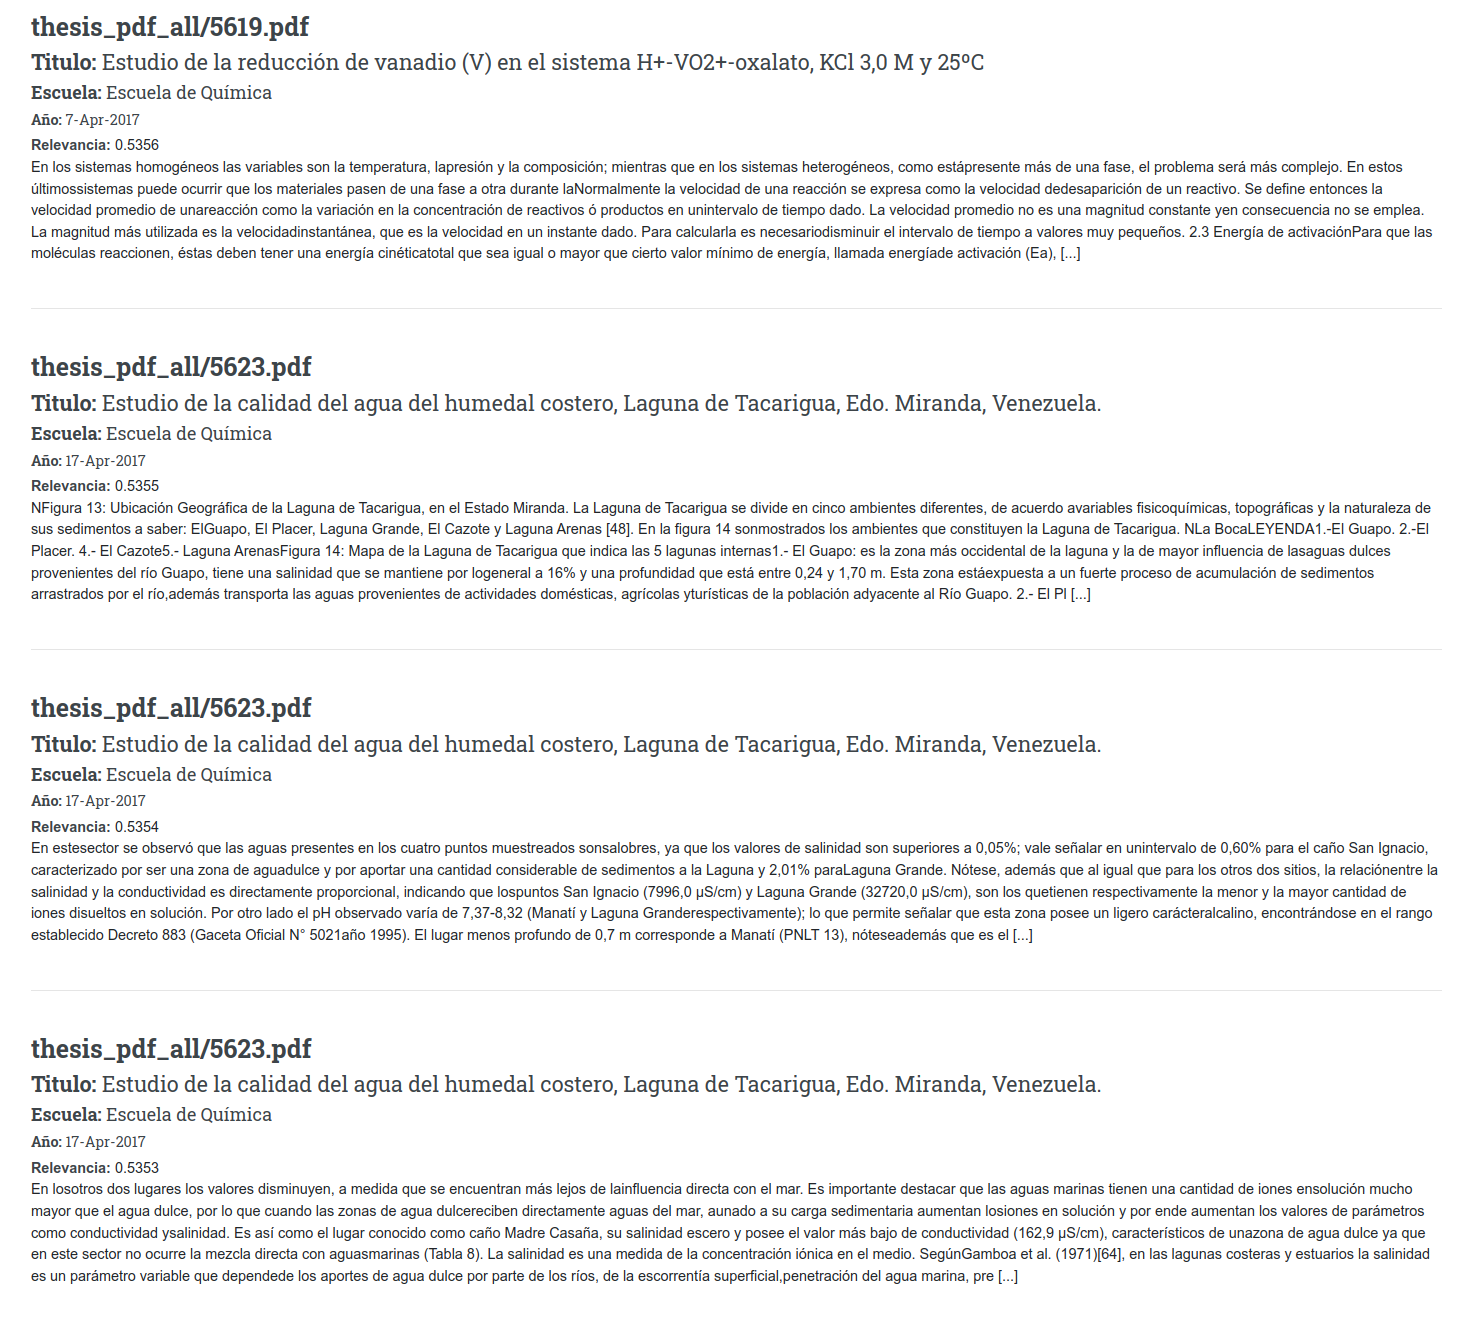 thesis_pdf_all/5619.pdf
Titulo: Estudio de la reducción de vanadio (V) en el sistema H+-VO2+-oxalato, KCl 3,0 M y 25ºC
Escuela: Escuela de Química
Año: 7-Apr-2017
Relevancia: 0.5356
En los sistemas homogéneos las variables son la temperatura, lapresión y la composición; mientras que en los sistemas heterogéneos, como estápresente más de una fase, el problema será más complejo. En estos
últimossistemas puede ocurrir que los materiales pasen de una fase a otra durante laNormalmente la velocidad de una reacción se expresa como la velocidad dedesaparición de un reactivo. Se define entonces la
velocidad promedio de unareacción como la variación en la concentración de reactivos ó productos en unintervalo de tiempo dado. La velocidad promedio no es una magnitud constante yen consecuencia no se emplea.
La magnitud más utilizada es la velocidadinstantánea, que es la velocidad en un instante dado. Para calcularla es necesariodisminuir el intervalo de tiempo a valores muy pequeños. 2.3 Energía de activaciónPara que las
moléculas reaccionen, éstas deben tener una energía cinéticatotal que sea igual o mayor que cierto valor mínimo de energía, llamada energíade activación (Ea), [...]
thesis_pdf_all/5623.pdf
Titulo: Estudio de la calidad del agua del humedal costero, Laguna de Tacarigua, Edo. Miranda, Venezuela.
Escuela: Escuela de Química
Año: 17-Apr-2017
Relevancia: 0.5355
NFigura 13: Ubicación Geográfica de la Laguna de Tacarigua, en el Estado Miranda. La Laguna de Tacarigua se divide en cinco ambientes diferentes, de acuerdo avariables fisicoquímicas, topográficas y la naturaleza de
sus sedimentos a saber: ElGuapo, El Placer, Laguna Grande, El Cazote y Laguna Arenas [48]. En la figura 14 sonmostrados los ambientes que constituyen la Laguna de Tacarigua. NLa BocaLEYENDA1.-El Guapo. 2.-El
Placer. 4.- El Cazote5.- Laguna ArenasFigura 14: Mapa de la Laguna de Tacarigua que indica las 5 lagunas internas1.- El Guapo: es la zona más occidental de la laguna y la de mayor influencia de lasaguas dulces
provenientes del río Guapo, tiene una salinidad que se mantiene por logeneral a 16% y una profundidad que está entre 0,24 y 1,70 m. Esta zona estáexpuesta a un fuerte proceso de acumulación de sedimentos
arrastrados por el río,además transporta las aguas provenientes de actividades domésticas, agrícolas yturísticas de la población adyacente al Río Guapo. 2.- El Pl [...]
thesis_pdf_all/5623.pdf
Titulo: Estudio de la calidad del agua del humedal costero, Laguna de Tacarigua, Edo. Miranda, Venezuela.
Escuela: Escuela de Química
Año: 17-Apr-2017
Relevancia: 0.5354
En estesector se observó que las aguas presentes en los cuatro puntos muestreados sonsalobres, ya que los valores de salinidad son superiores a 0,05%; vale señalar en unintervalo de 0,60% para el caño San Ignacio,
caracterizado por ser una zona de aguadulce y por aportar una cantidad considerable de sedimentos a la Laguna y 2,01% paraLaguna Grande. Nótese, además que al igual que para los otros dos sitios, la relaciónentre la
salinidad y la conductividad es directamente proporcional, indicando que lospuntos San Ignacio (7996,0 µS/cm) y Laguna Grande (32720,0 µS/cm), son los quetienen respectivamente la menor y la mayor cantidad de
iones disueltos en solución. Por otro lado el pH observado varía de 7,37-8,32 (Manatí y Laguna Granderespectivamente); lo que permite señalar que esta zona posee un ligero carácteralcalino, encontrándose en el rango
establecido Decreto 883 (Gaceta Oficial N° 5021año 1995). El lugar menos profundo de 0,7 m corresponde a Manatí (PNLT 13), nóteseademás que es el [...]
thesis_pdf_all/5623.pdf
Titulo: Estudio de la calidad del agua del humedal costero, Laguna de Tacarigua, Edo. Miranda, Venezuela.
Escuela: Escuela de Química
Año: 17-Apr-2017
Relevancia: 0.5353
En losotros dos lugares los valores disminuyen, a medida que se encuentran más lejos de lainfluencia directa con el mar. Es importante destacar que las aguas marinas tienen una cantidad de iones ensolución mucho
mayor que el agua dulce, por lo que cuando las zonas de agua dulcereciben directamente aguas del mar, aunado a su carga sedimentaria aumentan losiones en solución y por ende aumentan los valores de parámetros
como conductividad ysalinidad. Es así como el lugar conocido como caño Madre Casaña, su salinidad escero y posee el valor más bajo de conductividad (162,9 µS/cm), característicos de unazona de agua dulce ya que
en este sector no ocurre la mezcla directa con aguasmarinas (Tabla 8). La salinidad es una medida de la concentración iónica en el medio. SegúnGamboa et al. (1971)[64], en las lagunas costeras y estuarios la salinidad
es un parámetro variable que dependede los aportes de agua dulce por parte de los ríos, de la escorrentía superficial,penetración del agua marina, pre [...]